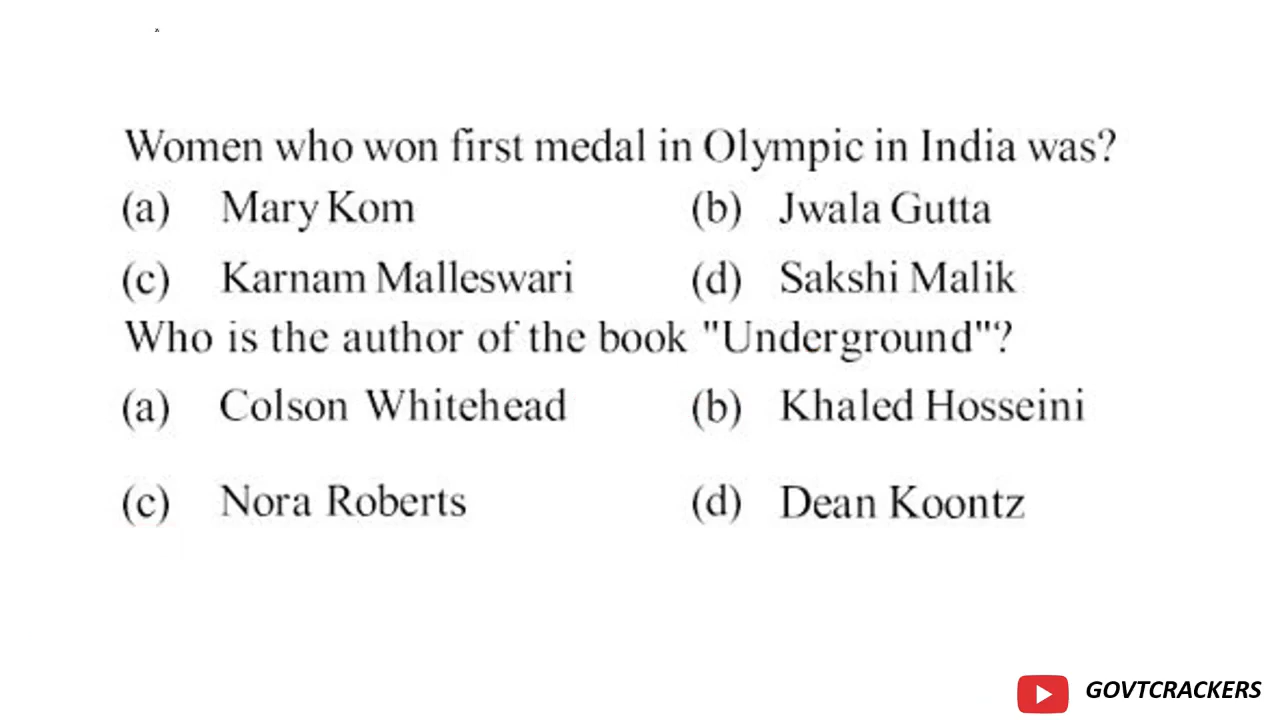 Women who won first medal in Olympic in India was?
(a) Mary Kom (b) Jwala Gutta
(c) Karnam Malleswari (d) Sakshi Malik
Who is the author of the book "Underground"?
(a) Colson Whitehead (b) Khaled Hosseini
(c) Nora Roberts (d) Dean Koontz
GOVTCRACKERS